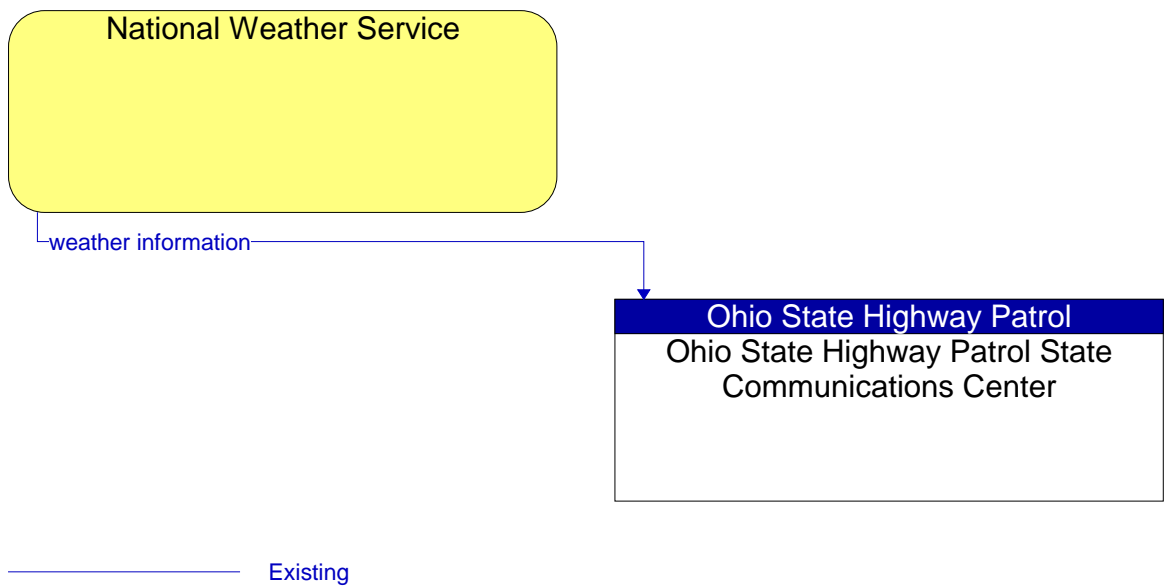 National Weather Service
weather information
Ohio State Highway Patrol
Ohio State Highway Patrol State
Communications Center
Existing